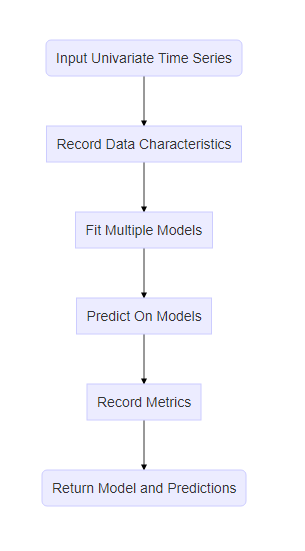 Input Univariate Time Series
Record Data Characteristics
Fit Multiple Models
Predict On Models
Record Metrics
Return Model and Predictions